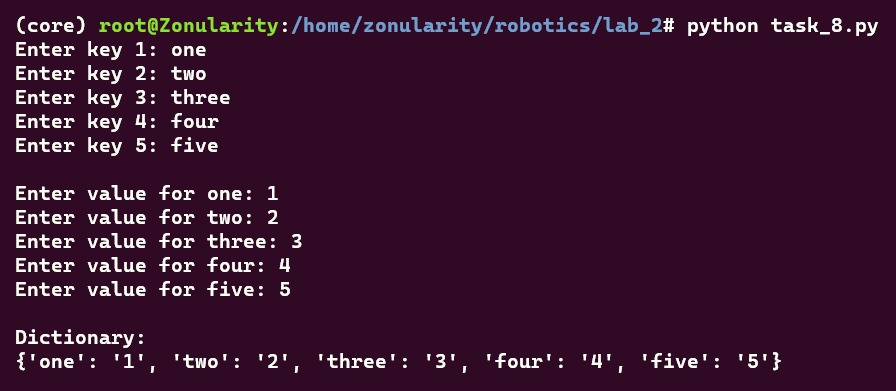 (core) root@Zonularity:/home/zonularity/robotics/lab_2# python task_8.py
Enter key 1: one
Enter key 2: two
Enter key 3: three
Enter key 4: four
Enter key 5: five
Enter value for one: 1
Enter value for two: 2
Enter value for three: 3
Enter value for four: 4
Enter value for five: 5
Dictionary:
{'one': '1', 'two': '2', 'three': '3', 'four': '4', 'five': '5'}